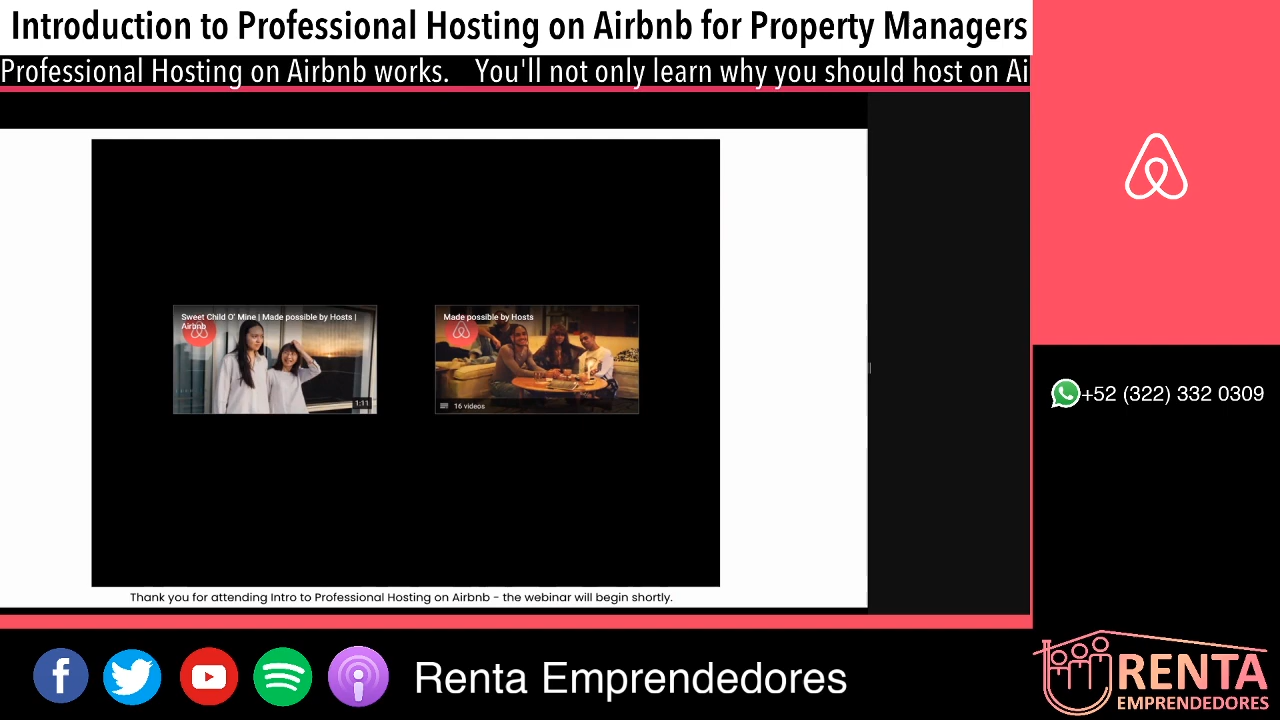 Introduction to Professional Hosting on Airbnb for Property Managers
Professional Hosting on Airbnb works. You'll not only learn why you should host on Ai
Sweet Child O' Mine | Made possible by Hosts |
Airbnb
1:11
Made possible by Hosts
16 videos
Thank you for attending Intro to Professional Hosting on Airbnb - the webinar will begin shortly.
+52 (322) 332 0309
Renta Emprendedores
RENTA
EMPRENDEDORES